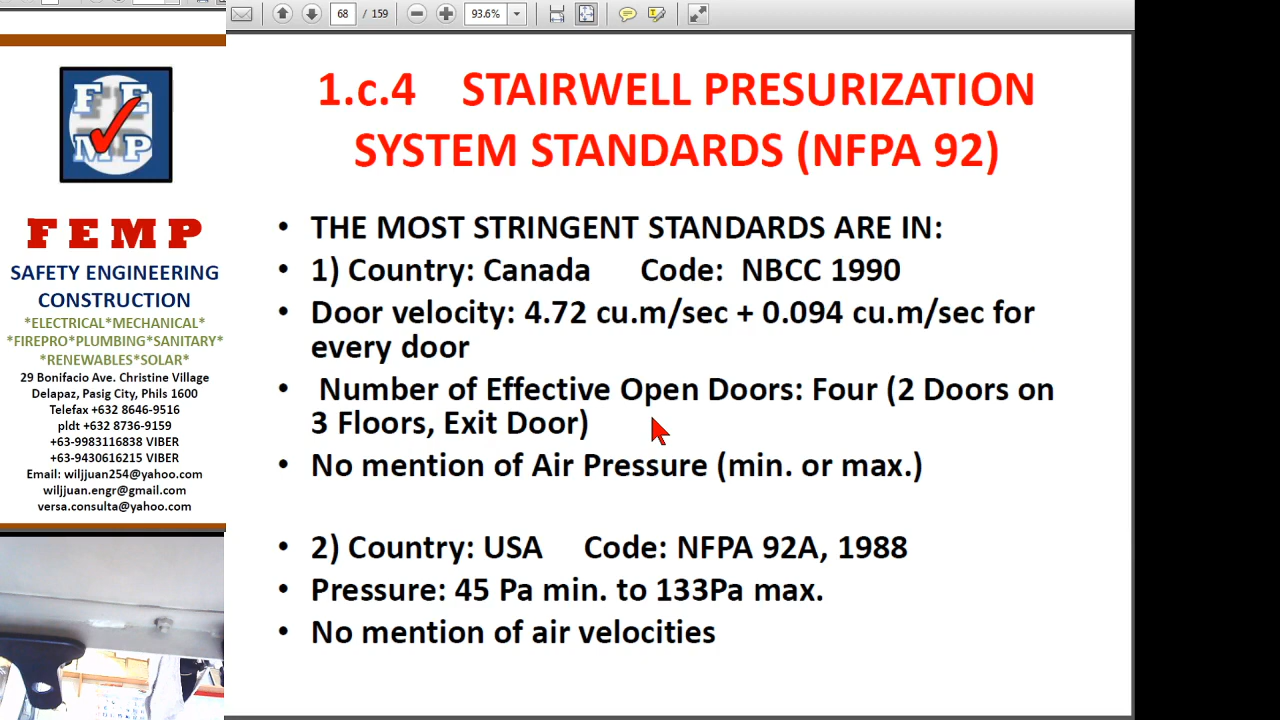 68 / 159
93.6%
F E
M P
F E M P
SAFETY ENGINEERING
CONSTRUCTION
*ELECTRICAL*MECHANICAL*
*FIREPRO*PLUMBING*SANITARY*
*RENEWABLES*SOLAR*
29 Bonifacio Ave. Christine Village
Delapaz, Pasig City, Phils 1600
Telefax +632 8646-9516
pldt +632 8736-9159
+63-9983116838 VIBER
+63-9430616215 VIBER
Email: wiljjuan254@yahoo.com
wiljjuan.engr@gmail.com
versa.consulta@yahoo.com
1.c.4 STAIRWELL PRESURIZATION
SYSTEM STANDARDS (NFPA 92)
• THE MOST STRINGENT STANDARDS ARE IN:
• 1) Country: Canada Code: NBCC 1990
• Door velocity: 4.72 cu.m/sec + 0.094 cu.m/sec for
every door
• Number of Effective Open Doors: Four (2 Doors on
3 Floors, Exit Door)
• No mention of Air Pressure (min. or max.)
• 2) Country: USA Code: NFPA 92A, 1988
• Pressure: 45 Pa min. to 133Pa max.
• No mention of air velocities